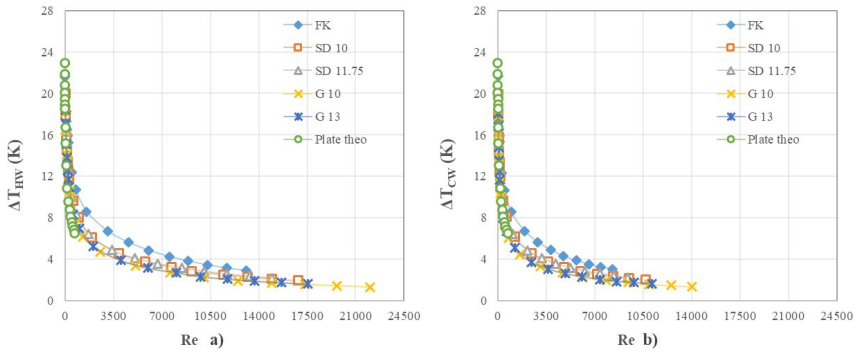 28
24
20
16
12
8
4
0
ΔT_HW (K)
FK
SD 10
SD 11.75
G 10
G 13
Plate theo
0 3500 7000 10500 14000 17500 21000 24500
Re a)
28
24
20
16
12
8
4
0
ΔT_CW (K)
FK
SD 10
SD 11.75
G 10
G 13
Plate theo
0 3500 7000 10500 14000 17500 21000 24500
Re b)